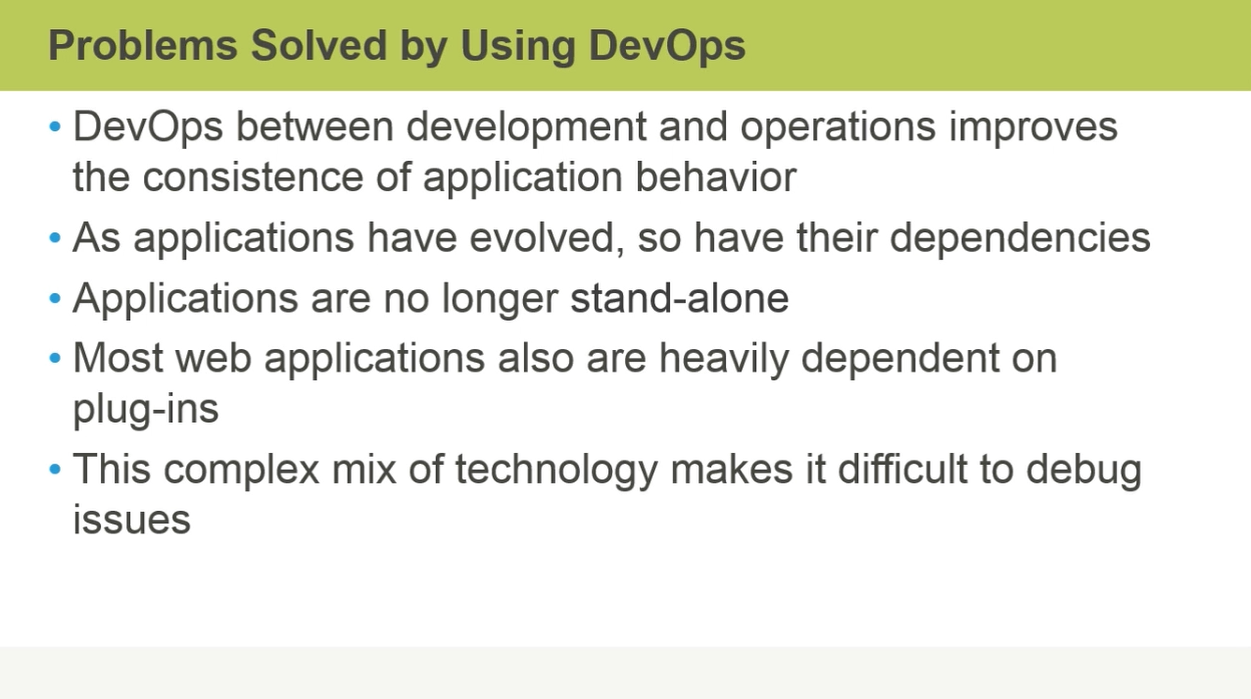 Problems Solved by Using DevOps
• DevOps between development and operations improves
the consistence of application behavior
• As applications have evolved, so have their dependencies
• Applications are no longer stand-alone
• Most web applications also are heavily dependent on
plug-ins
• This complex mix of technology makes it difficult to debug
issues